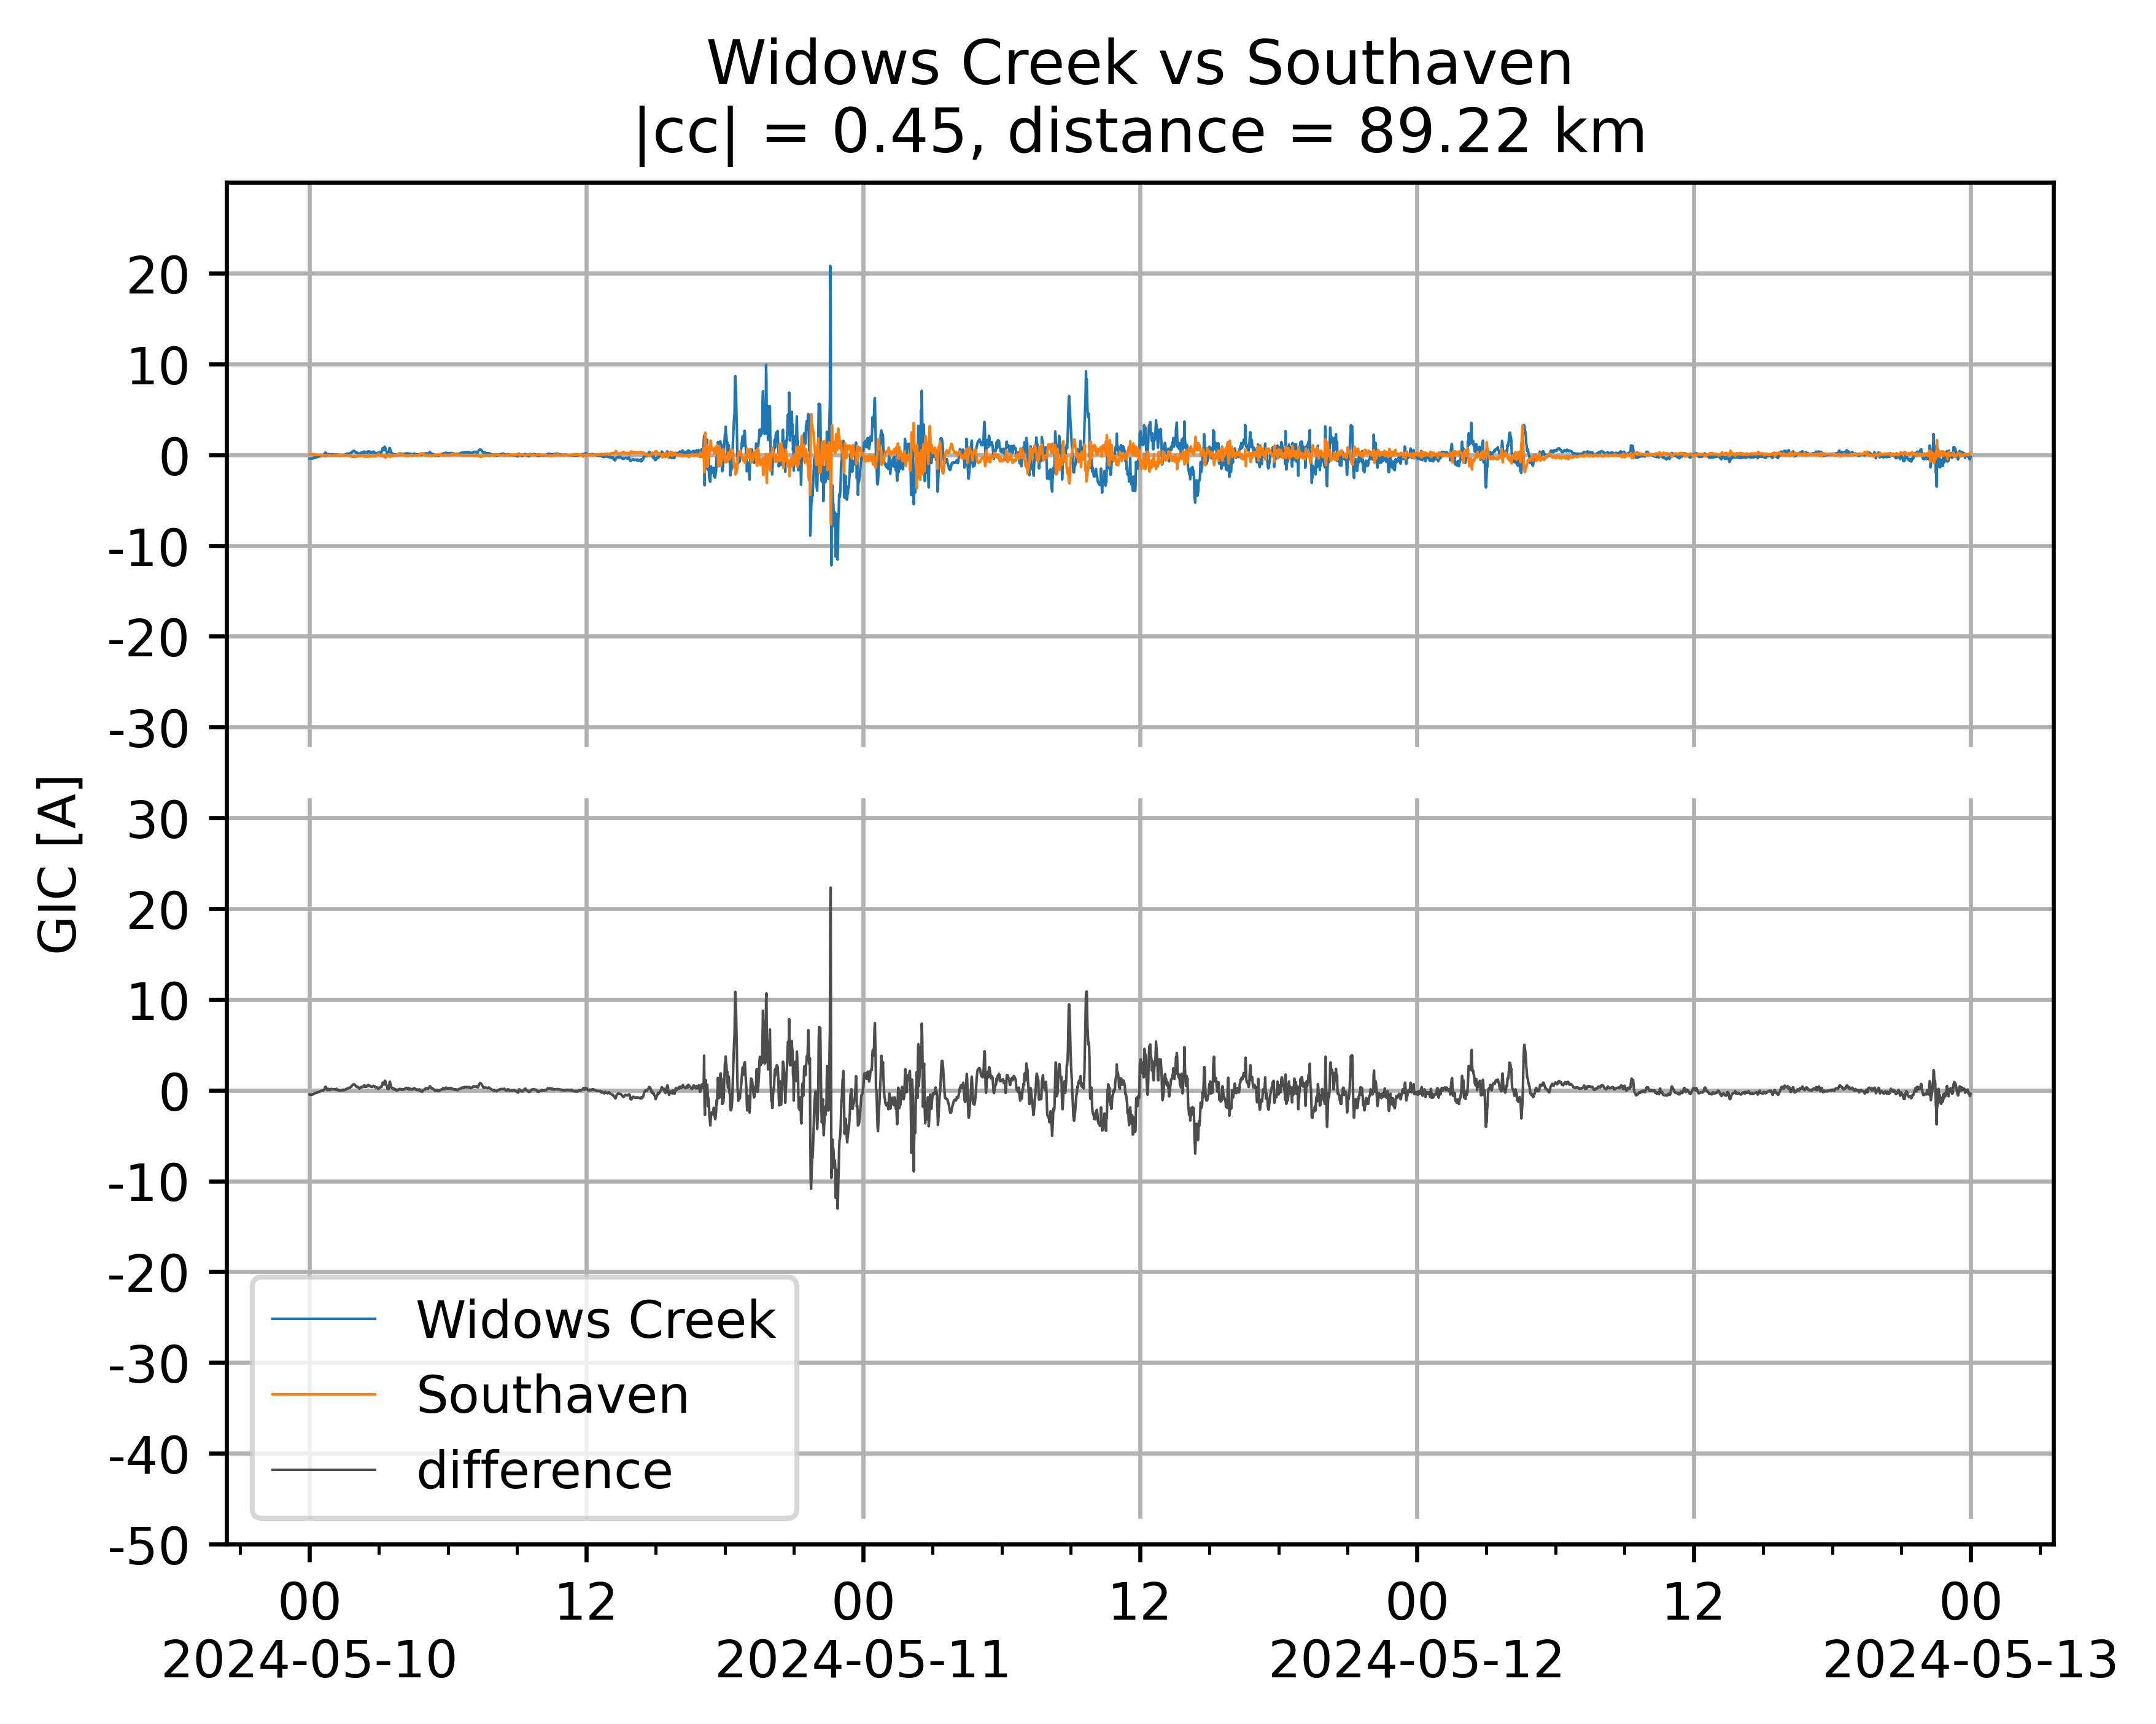 Widows Creek vs Southaven
|cc| = 0.45, distance = 89.22 km
GIC [A]
20
10
0
-10
-20
-30
30
20
10
0
-10
-20
-30
-40
-50
Widows Creek
Southaven
difference
00 12 00 12 00 12 00
2024-05-10 2024-05-11 2024-05-12 2024-05-13